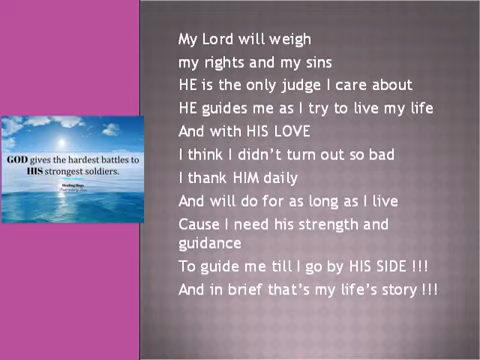 My Lord will weigh
my rights and my sins
HE is the only judge I care about
HE guides me as I try to live my life
And with HIS LOVE
I think I didn't turn out so bad
I thank HIM daily
And will do for as long as I live
Cause I need his strength and
guidance
To guide me till I go by HIS SIDE !!!
And in brief that's my life's story !!!
GOD gives the hardest battles to
HIS strongest soldiers.